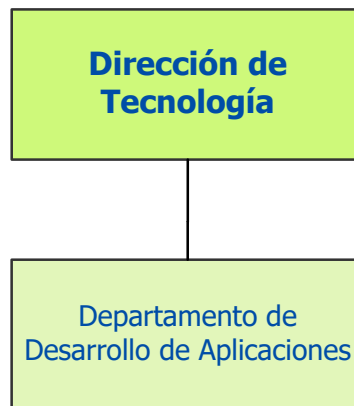 Dirección de
Tecnología
Departamento de
Desarrollo de Aplicaciones